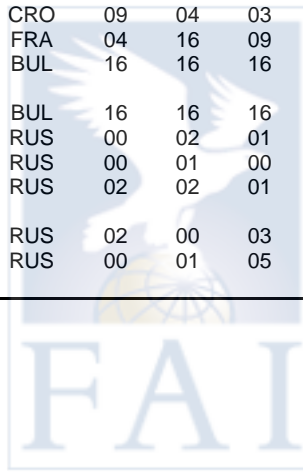 CRO 09 04 03
FRA 04 16 09
BUL 16 16 16
BUL 16 16 16
RUS 00 02 01
RUS 00 01 00
RUS 02 02 01
RUS 02 00 03
RUS 00 01 05
FAI